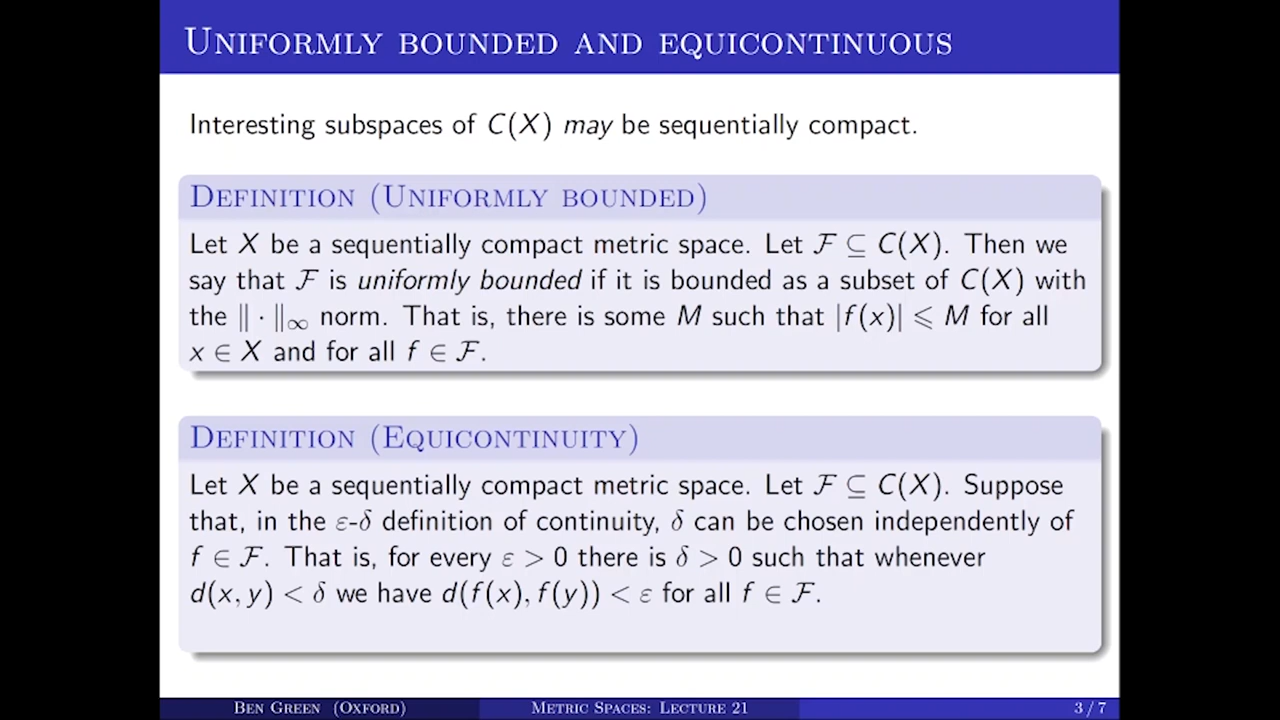 Uniformly bounded and equicontinuous
Interesting subspaces of C(X) may be sequentially compact.
Definition (Uniformly bounded)
Let X be a sequentially compact metric space. Let ℱ ⊆ C(X). Then we
say that ℱ is uniformly bounded if it is bounded as a subset of C(X) with
the ‖ · ‖∞ norm. That is, there is some M such that |f(x)| ⩽ M for all
x ∈ X and for all f ∈ ℱ.
Definition (Equicontinuity)
Let X be a sequentially compact metric space. Let ℱ ⊆ C(X). Suppose
that, in the ε-δ definition of continuity, δ can be chosen independently of
f ∈ ℱ. That is, for every ε > 0 there is δ > 0 such that whenever
d(x, y) < δ we have d(f(x), f(y)) < ε for all f ∈ ℱ.
Ben Green (Oxford) Metric Spaces: Lecture 21 3 / 7